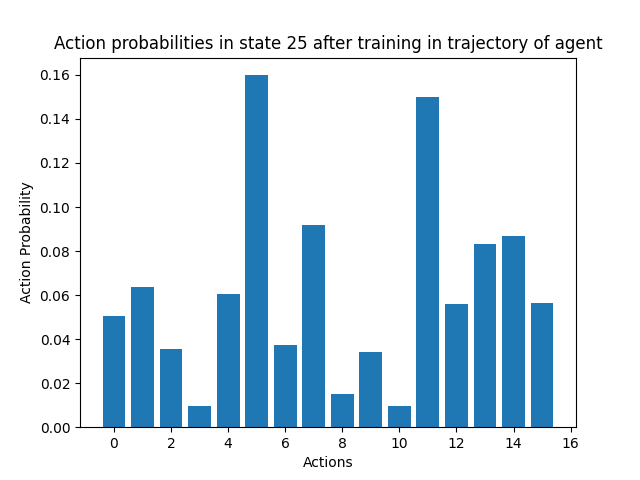 Action probabilities in state 25 after training in trajectory of agent
0.16
0.14
0.12
0.10
0.08
0.06
0.04
0.02
0.00
Action Probability
0 2 4 6 8 10 12 14 16
Actions